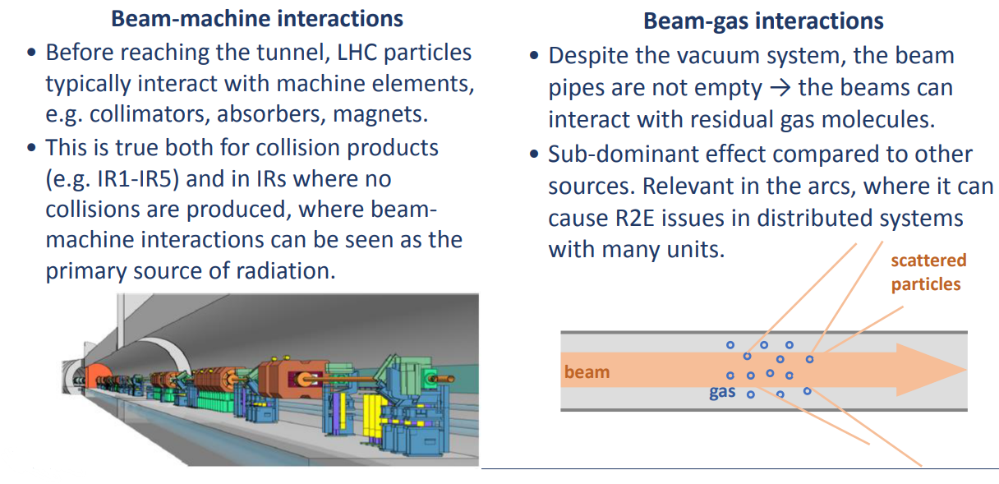 Beam-machine interactions
• Before reaching the tunnel, LHC particles
typically interact with machine elements,
e.g. collimators, absorbers, magnets.
• This is true both for collision products
(e.g. IR1-IR5) and in IRs where no
collisions are produced, where beam-
machine interactions can be seen as the
primary source of radiation.
Beam-gas interactions
• Despite the vacuum system, the beam
pipes are not empty → the beams can
interact with residual gas molecules.
• Sub-dominant effect compared to other
sources. Relevant in the arcs, where it can
cause R2E issues in distributed systems
with many units.
scattered
particles
beam
gas